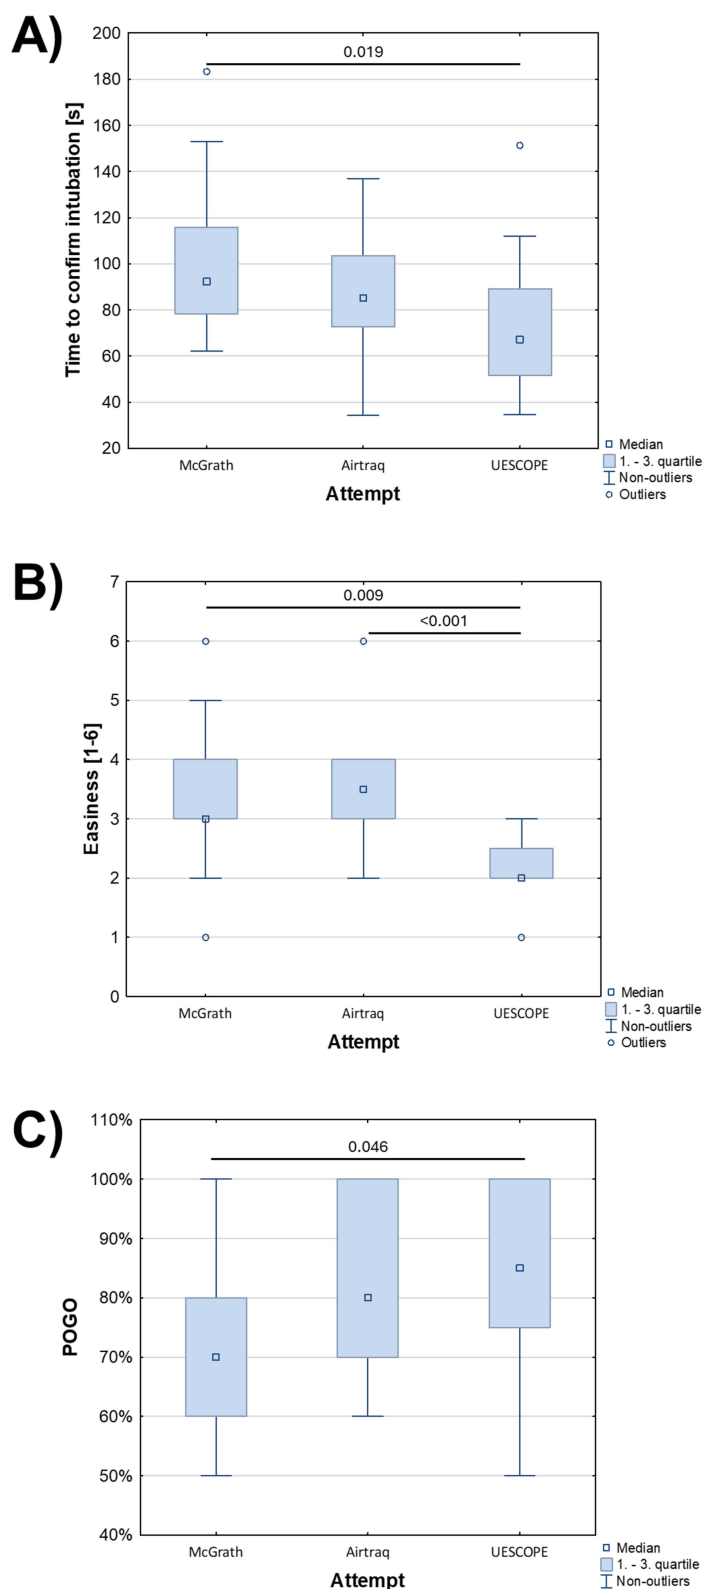 A)
200
0.019
180
160
140
120
100
80
60
40
20
Time to confirm intubation [s]
McGrath Airtraq UESCOPE
Attempt
Median
1. - 3. quartile
Non-outliers
Outliers
B)
7
0.009
<0.001
6
5
4
3
2
1
0
Easiness [1-6]
McGrath Airtraq UESCOPE
Attempt
Median
1. - 3. quartile
Non-outliers
Outliers
C)
110%
0.046
100%
90%
80%
70%
60%
50%
40%
POGO
McGrath Airtraq UESCOPE
Attempt
Median
1. - 3. quartile
Non-outliers